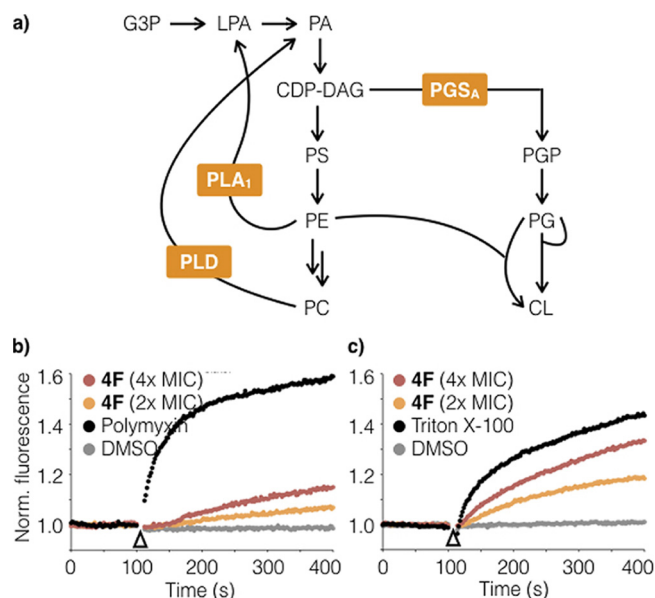 a)
G3P LPA PA
CDP-DAG PGSA
PS PGP
PLA1
PE PG
PLD
PC CL
b)
Norm. fluorescence
1.6
1.4
1.2
1.0
4F (4x MIC)
4F (2x MIC)
Polymyxin
DMSO
0 100 200 300 400
Time (s)
c)
1.6
1.4
1.2
1.0
4F (4x MIC)
4F (2x MIC)
Triton X-100
DMSO
0 100 200 300 400
Time (s)